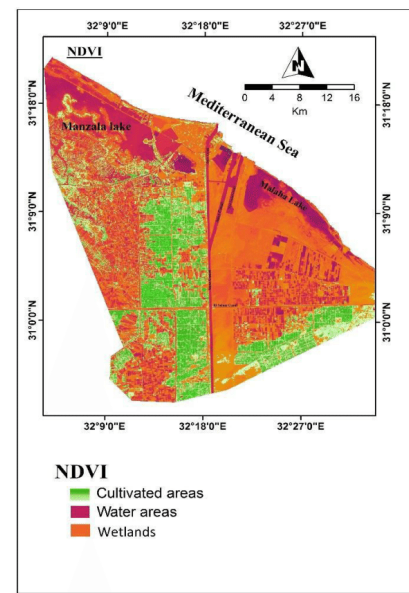 32°9'0"E 32°18'0"E 32°27'0"E
NDVI
N
0 4 8 12 16
Km
Mediterranean Sea
31°18'0"N 31°18'0"N
Manzala lake
Malaha Lake
31°9'0"N 31°9'0"N
31°0'0"N 31°0'0"N
32°9'0"E 32°18'0"E 32°27'0"E
NDVI
Cultivated areas
Water areas
Wetlands